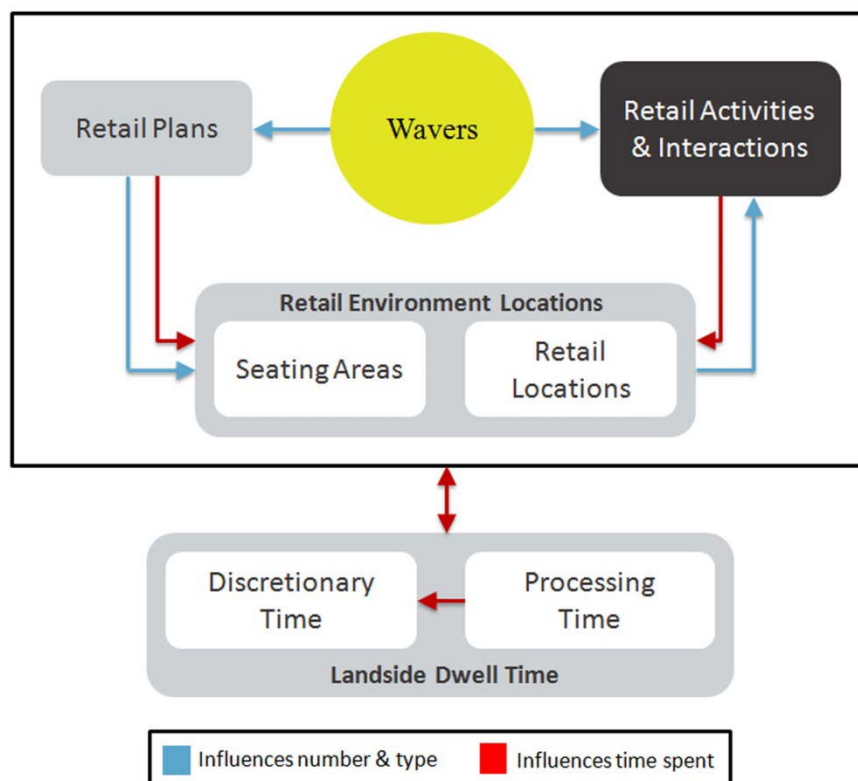 Retail Plans
Wavers
Retail Activities
& Interactions
Retail Environment Locations
Seating Areas
Retail
Locations
Discretionary
Time
Processing
Time
Landside Dwell Time
Influences number & type
Influences time spent